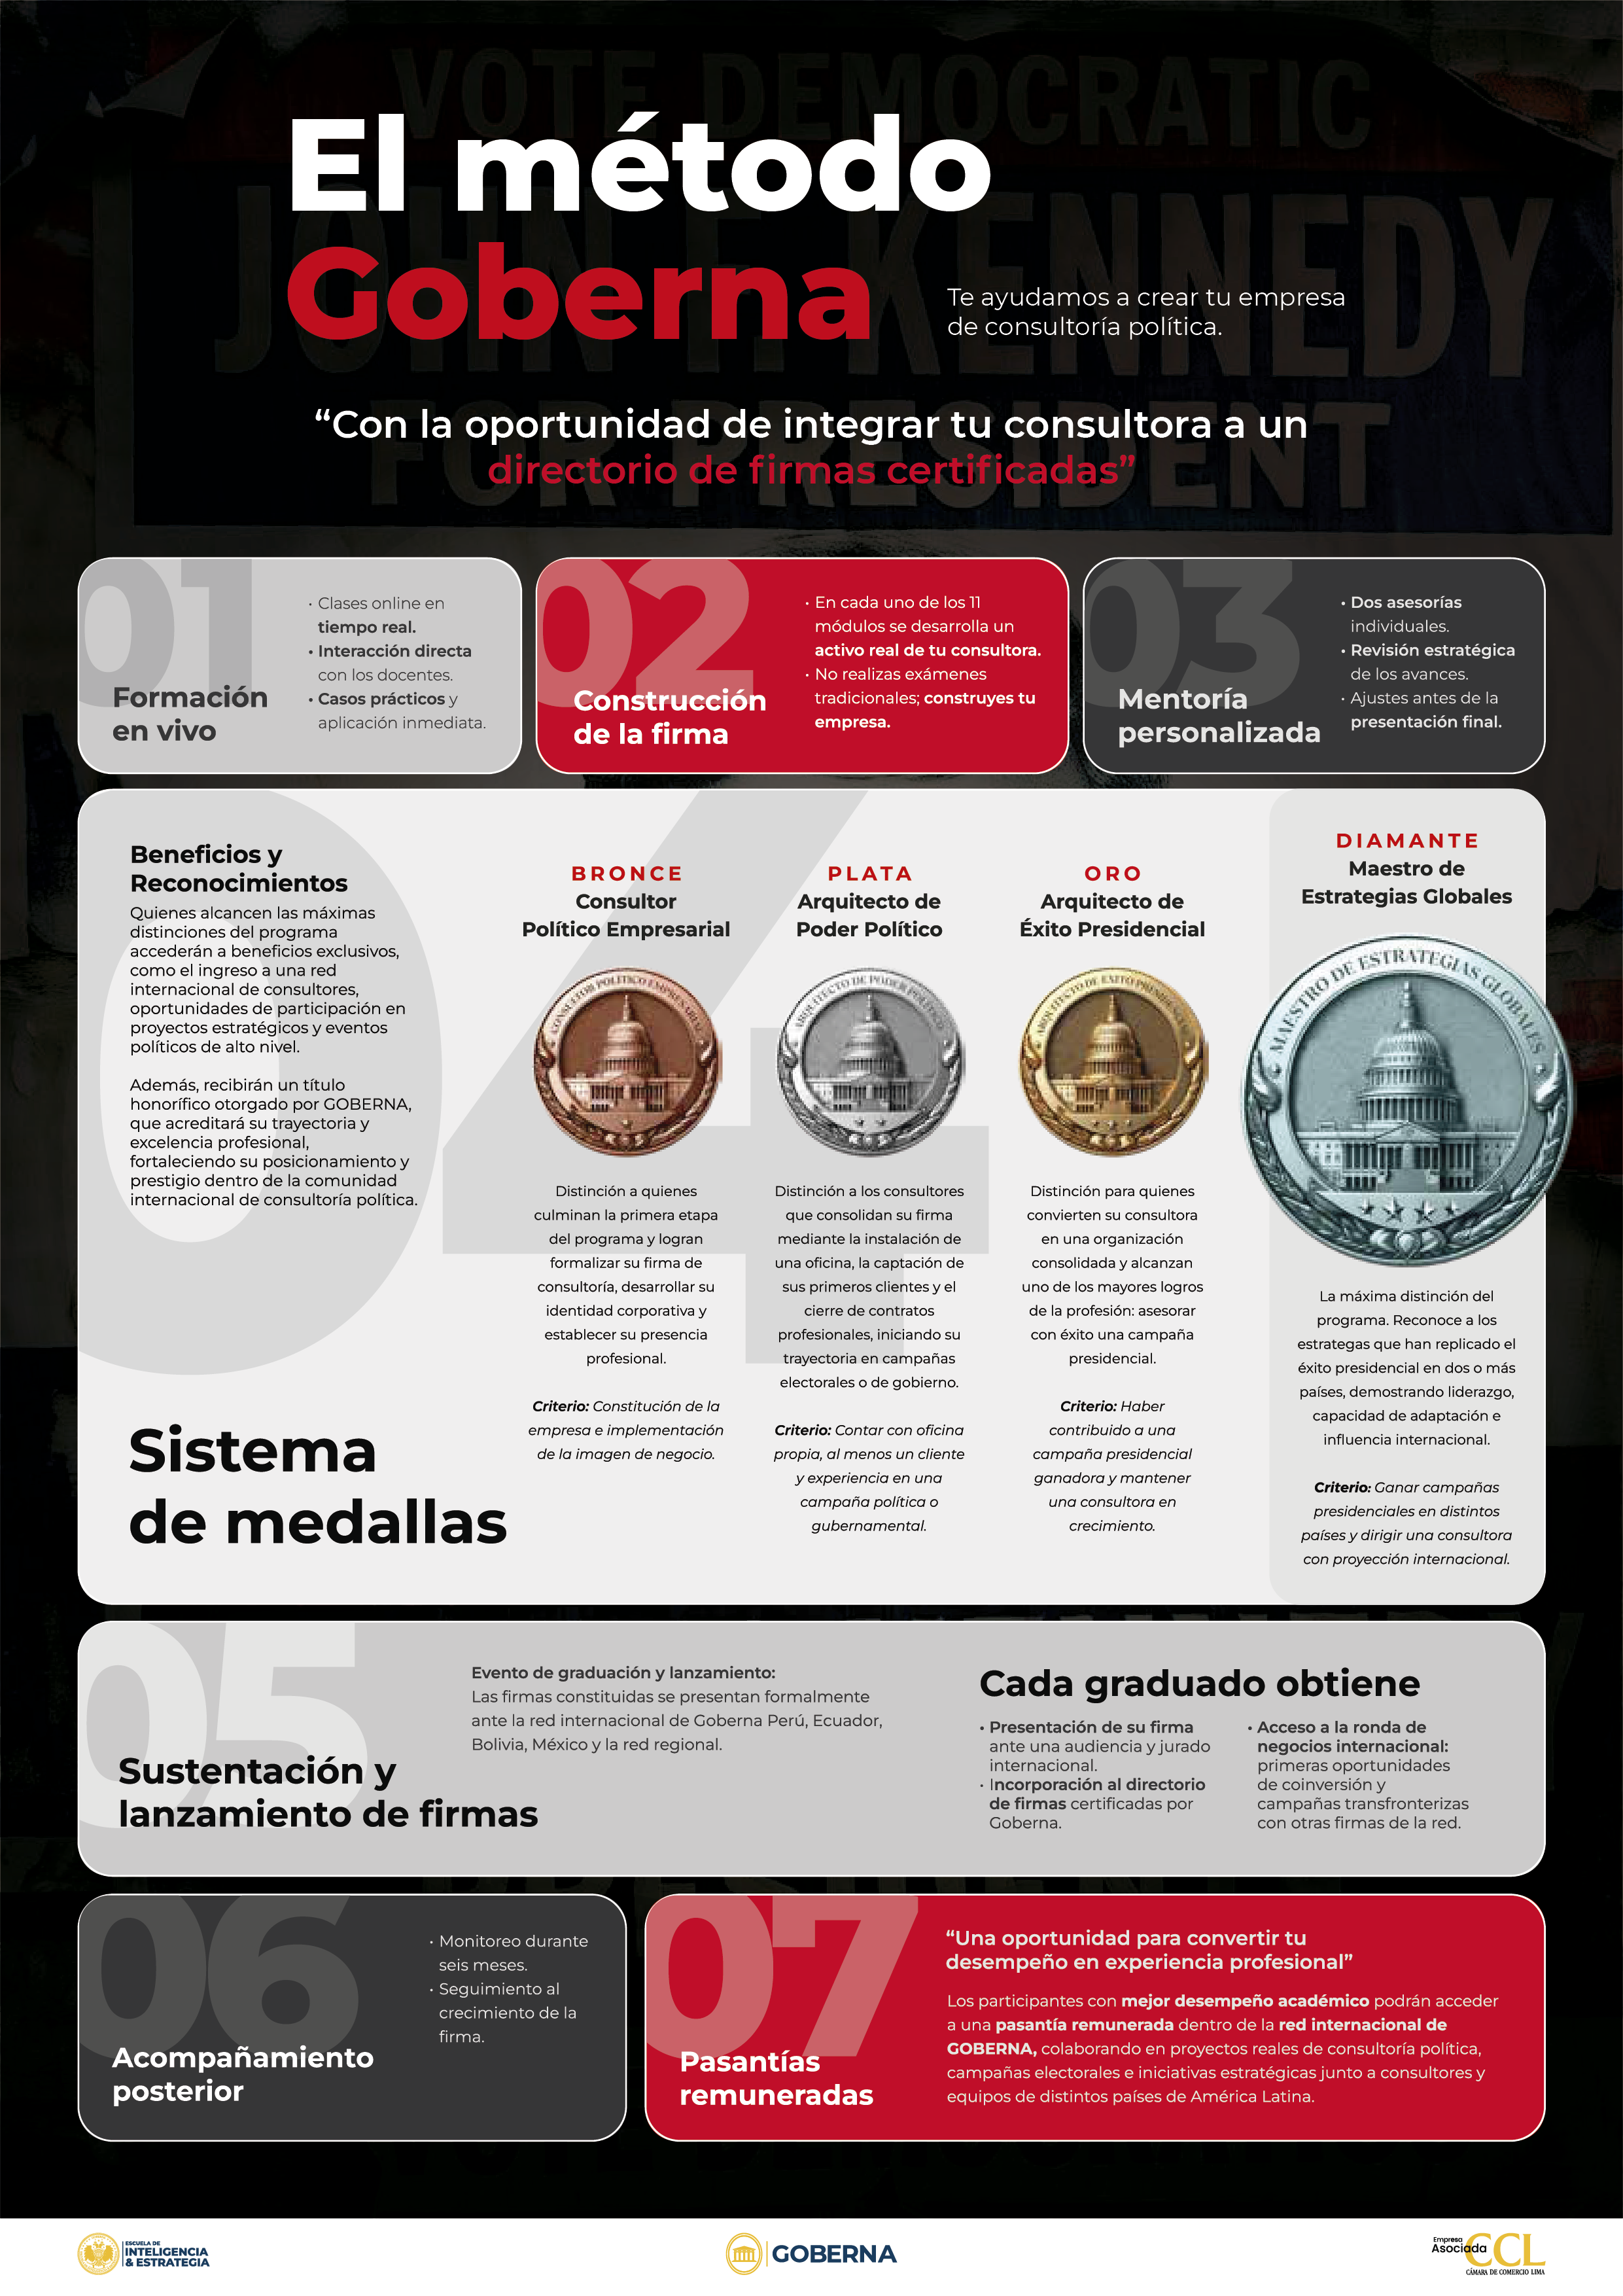 VOTE DEMOCRATIC
JOHN F KENNEDY
FOR PRESIDENT
El método
Goberna
Te ayudamos a crear tu empresa
de consultoría política.
“Con la oportunidad de integrar tu consultora a un
directorio de firmas certificadas”
01
Formación
en vivo
• Clases online en
tiempo real.
• Interacción directa
con los docentes.
• Casos prácticos y
aplicación inmediata.
02
Construcción
de la firma
• En cada uno de los 11
módulos se desarrolla un
activo real de tu consultora.
• No realizas exámenes
tradicionales; construyes tu
empresa.
03
Mentoría
personalizada
• Dos asesorías
individuales.
• Revisión estratégica
de los avances.
• Ajustes antes de la
presentación final.
04
Beneficios y
Reconocimientos
Quienes alcancen las máximas
distinciones del programa
accederán a beneficios exclusivos,
como el ingreso a una red
internacional de consultores,
oportunidades de participación en
proyectos estratégicos y eventos
políticos de alto nivel.
Además, recibirán un título
honorífico otorgado por GOBERNA,
que acreditará su trayectoria y
excelencia profesional,
fortaleciendo su posicionamiento y
prestigio dentro de la comunidad
internacional de consultoría política.
Sistema
de medallas
BRONCE
Consultor
Político Empresarial
CONSULTOR POLÍTICO EMPRESARIAL
Distinción a quienes
culminan la primera etapa
del programa y logran
formalizar su firma de
consultoría, desarrollar su
identidad corporativa y
establecer su presencia
profesional.
Criterio: Constitución de la
empresa e implementación
de la imagen de negocio.
PLATA
Arquitecto de
Poder Político
ARQUITECTO DE PODER POLÍTICO
Distinción a los consultores
que consolidan su firma
mediante la instalación de
una oficina, la captación de
sus primeros clientes y el
cierre de contratos
profesionales, iniciando su
trayectoria en campañas
electorales o de gobierno.
Criterio: Contar con oficina
propia, al menos un cliente
y experiencia en una
campaña política o
gubernamental.
ORO
Arquitecto de
Éxito Presidencial
ARQUITECTO DE EXITO PRESIDENCIAL
Distinción para quienes
convierten su consultora
en una organización
consolidada y alcanzan
uno de los mayores logros
de la profesión: asesorar
con éxito una campaña
presidencial.
Criterio: Haber
contribuido a una
campaña presidencial
ganadora y mantener
una consultora en
crecimiento.
DIAMANTE
Maestro de
Estrategias Globales
MAESTRO DE ESTRATEGIAS GLOBALES
La máxima distinción del
programa. Reconoce a los
estrategas que han replicado el
éxito presidencial en dos o más
países, demostrando liderazgo,
capacidad de adaptación e
influencia internacional.
Criterio: Ganar campañas
presidenciales en distintos
países y dirigir una consultora
con proyección internacional.
05
Sustentación y
lanzamiento de firmas
Evento de graduación y lanzamiento:
Las firmas constituidas se presentan formalmente
ante la red internacional de Goberna Perú, Ecuador,
Bolivia, México y la red regional.
Cada graduado obtiene
• Presentación de su firma
ante una audiencia y jurado
internacional.
• Incorporación al directorio
de firmas certificadas por
Goberna.
• Acceso a la ronda de
negocios internacional:
primeras oportunidades
de coinversión y
campañas transfronterizas
con otras firmas de la red.
06
Acompañamiento
posterior
• Monitoreo durante
seis meses.
• Seguimiento al
crecimiento de la
firma.
07
Pasantías
remuneradas
“Una oportunidad para convertir tu
desempeño en experiencia profesional”
Los participantes con mejor desempeño académico podrán acceder
a una pasantía remunerada dentro de la red internacional de
GOBERNA, colaborando en proyectos reales de consultoría política,
campañas electorales e iniciativas estratégicas junto a consultores y
equipos de distintos países de América Latina.
ESCUELA DE
INTELIGENCIA
& ESTRATEGIA
GOBERNA
Empresa
Asociada
CCL
CÁMARA DE COMERCIO LIMA